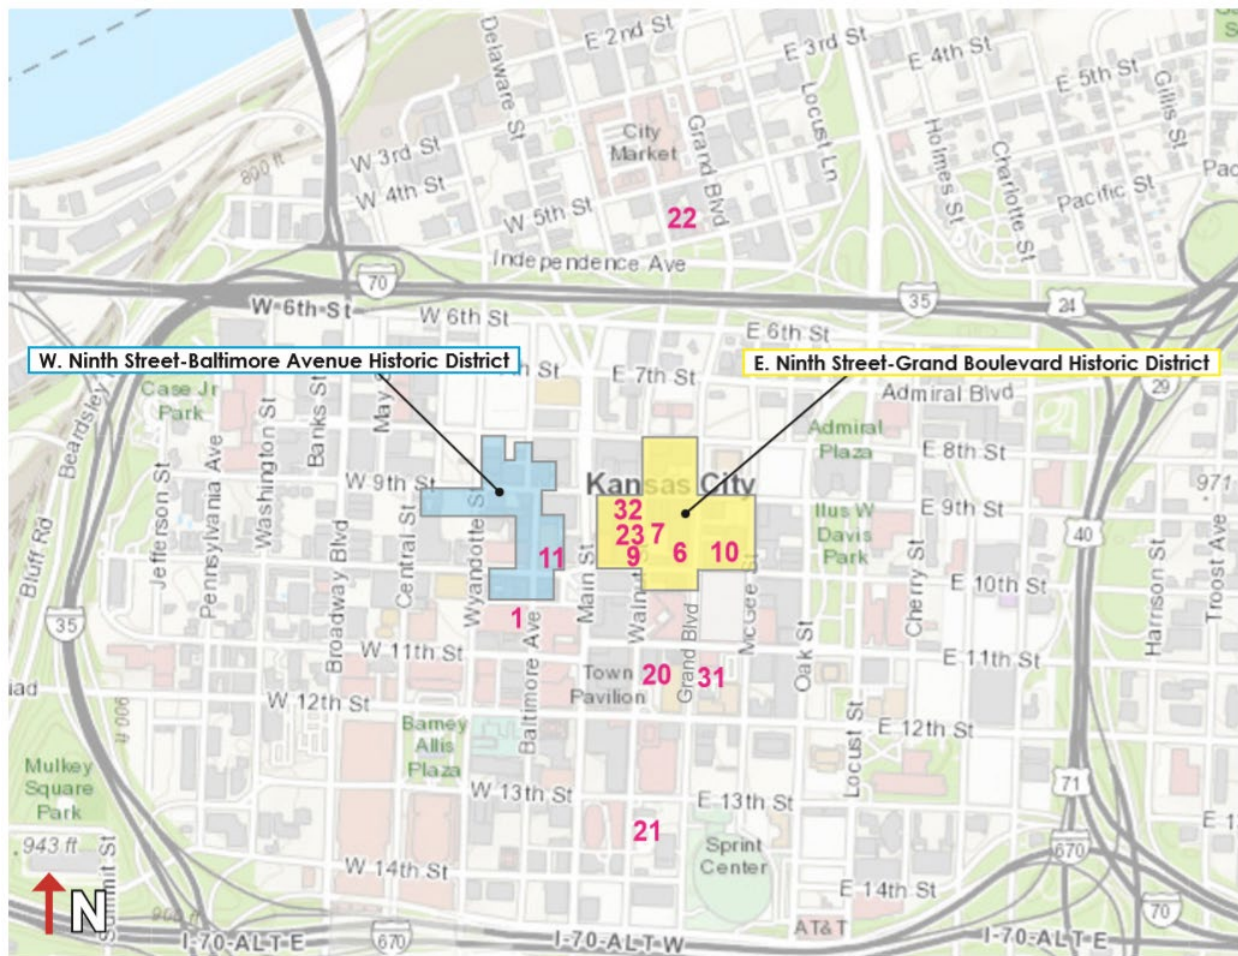 E 2nd St
E 3rd St
E 4th St
E 5th St
Delaware St
Locust Ln
Gillis St
City
Market
Grand Blvd
W 3rd St
800 ft
W 4th St
W 5th St
Holmes St
Charlotte St
Pacific St
22
Independence Ave
70
35
24
W 6th St
W 6th St
E 6th St
W. Ninth Street-Baltimore Avenue Historic District
E. Ninth Street-Grand Boulevard Historic District
E 7th St
29
Case Jr
Park
Admiral Blvd
Beardsley
Banks St
Washington St
Admiral
Plaza
E 8th St
W 9th St
Kansas City
971
Jefferson St
Pennsylvania Ave
32
E 9th St
Bluff Rd
Broadway Blvd
Central St
Wyandotte St
Main St
23
7
Ilus W
Davis
Park
40
11
9
6
10
E 10th St
Troost Ave
Harrison St
Cherry St
McGee St
1
35
W 11th St
Baltimore Ave
Grand Blvd
Oak St
E 11th St
Town
Pavilion
20
31
W 12th St
900 ft
Barney
Allis
Plaza
E 12th St
Locust St
Mulkey
Square
Park
W 13th St
E 13th St
71
943 ft
21
Sprint
Center
670
W 14th St
E 14th St
N
70
AT&T
I-70-ALT E
670
I-70-ALT W
I-70-ALT E